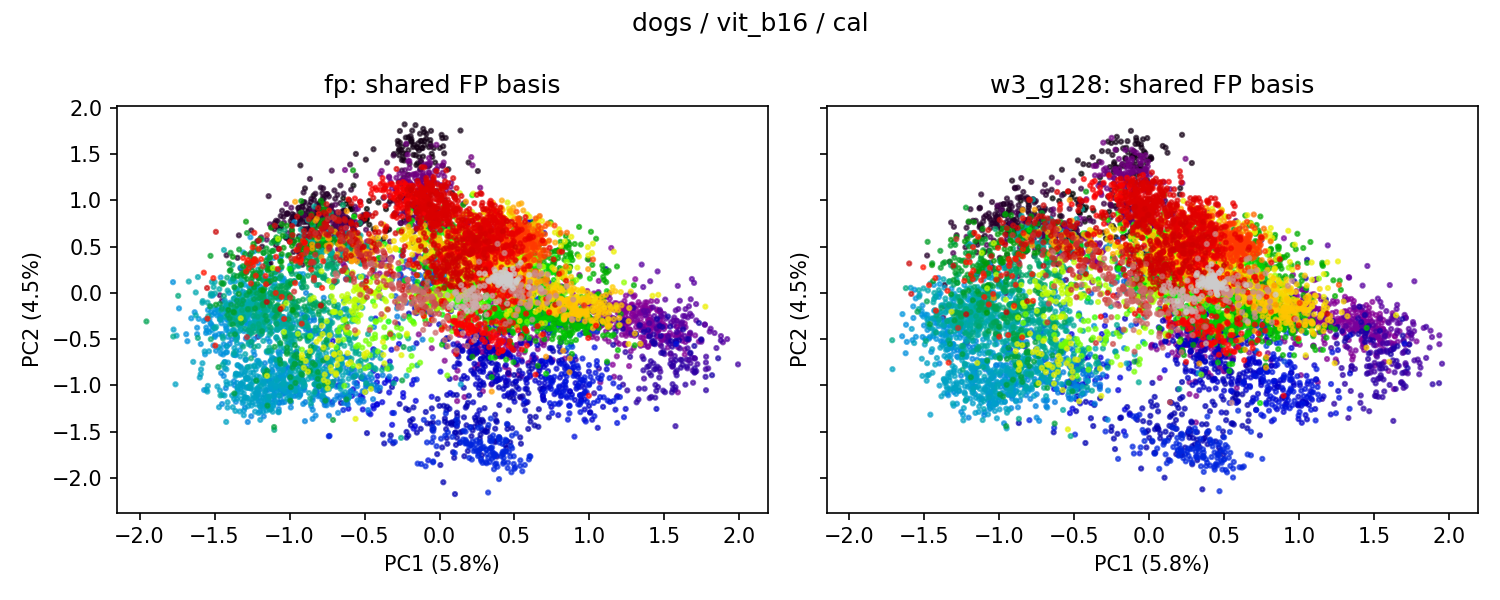 dogs / vit_b16 / cal
fp: shared FP basis
w3_g128: shared FP basis
2.0
1.5
1.0
0.5
0.0
−0.5
−1.0
−1.5
−2.0
PC2 (4.5%)
PC2 (4.5%)
−2.0 −1.5 −1.0 −0.5 0.0 0.5 1.0 1.5 2.0
−2.0 −1.5 −1.0 −0.5 0.0 0.5 1.0 1.5 2.0
PC1 (5.8%)
PC1 (5.8%)